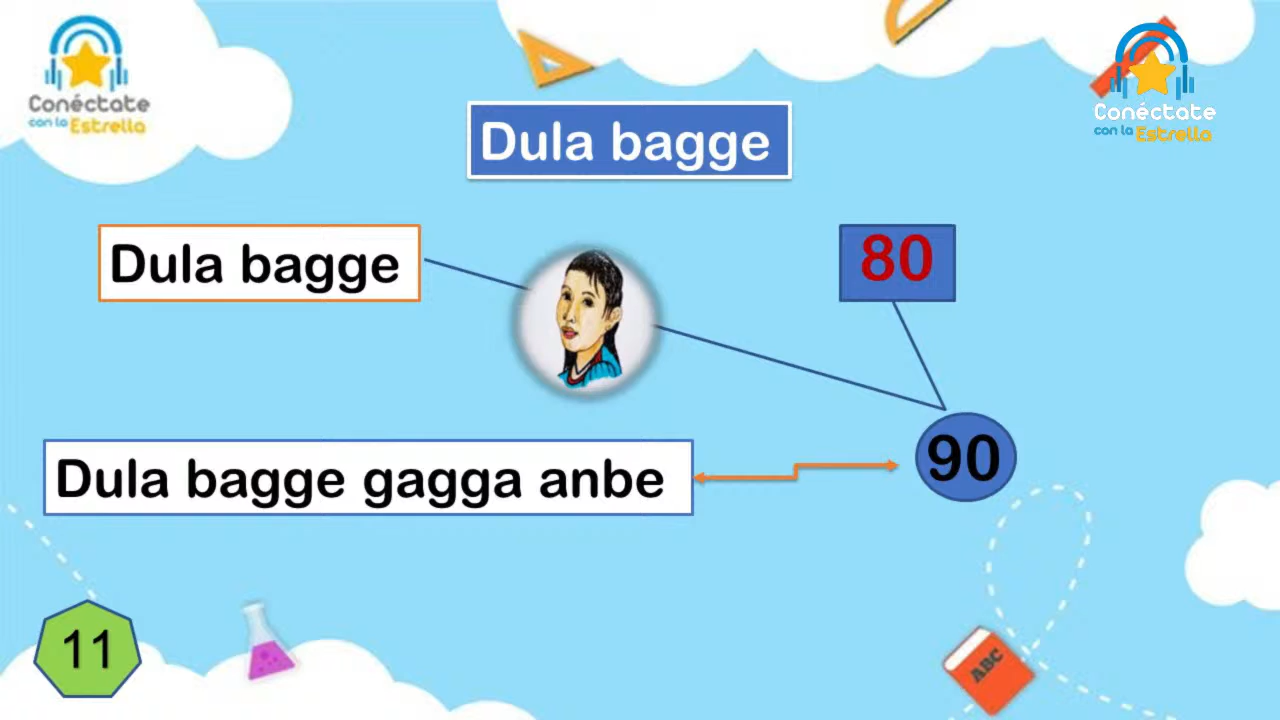 Conéctate
con la Estrella
Conéctate
con la Estrella
Dula bagge
Dula bagge
80
90
Dula bagge gagga anbe
11
ABC